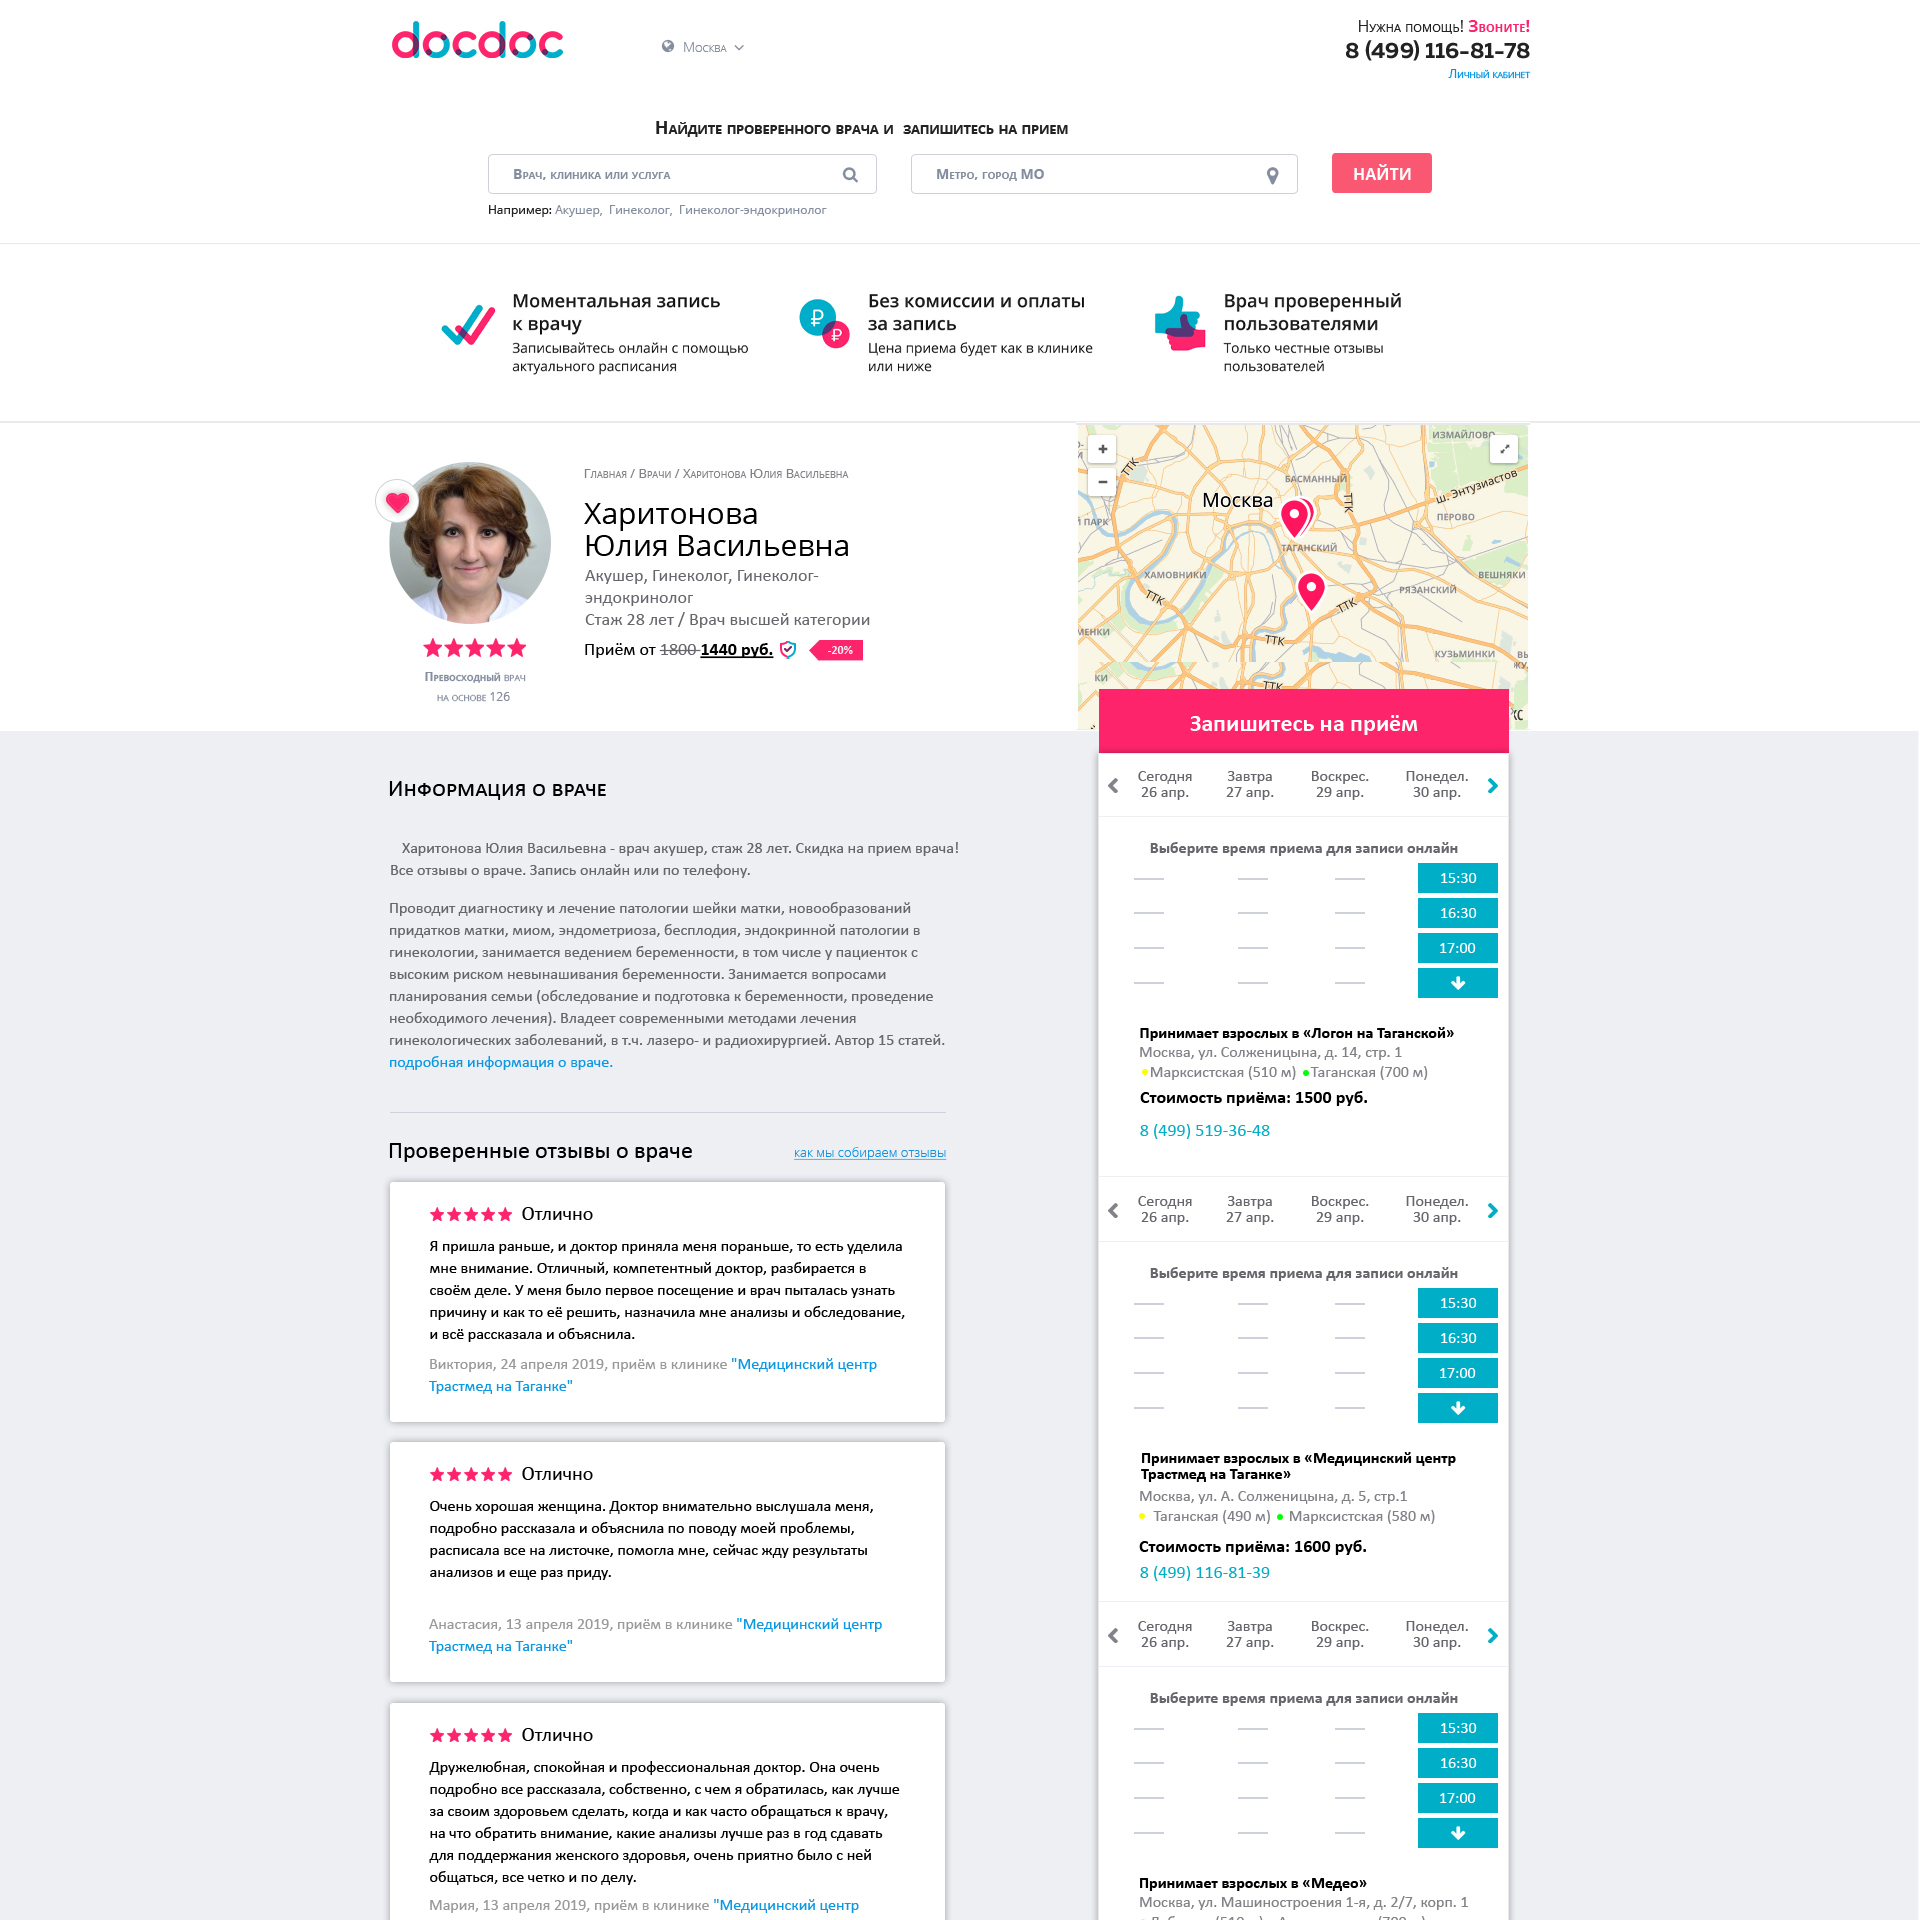 docdoc
Москва
Нужна помощь! Звоните!
8 (499) 116-81-78
Личный кабинет
Найдите проверенного врача и запишитесь на прием
Врач, клиника или услуга
Метро, город МО
НАЙТИ
Например: Акушер, Гинеколог, Гинеколог-эндокринолог
Моментальная запись
к врачу
Записывайтесь онлайн с помощью
актуального расписания
Без комиссии и оплаты
за запись
Цена приема будет как в клинике
или ниже
Врач проверенный
пользователями
Только честные отзывы
пользователей
Главная / Врачи / Харитонова Юлия Васильевна
Харитонова
Юлия Васильевна
Акушер, Гинеколог, Гинеколог-
эндокринолог
Стаж 28 лет / Врач высшей категории
Приём от 1800 1440 руб.
-20%
Превосходный врач
на основе 126
ИЗМАЙЛОВО
ТТК
БАСМАННЫЙ
ш. Энтузиастов
Москва
ТТК
ПЕРОВО
Й ПАРК
ТАГАНСКИЙ
ХАМОВНИКИ
ВЕШНЯКИ
РЯЗАНСКИЙ
ТТК
ТТК
МЕНКИ
ТТК
КУЗЬМИНКИ
ВЬ
ЖУ
КИ
ТТК
Запишитесь на приём
Сегодня Завтра Воскрес. Понедел.
26 апр. 27 апр. 29 апр. 30 апр.
Выберите время приема для записи онлайн
15:30
16:30
17:00
Принимает взрослых в «Логон на Таганской»
Москва, ул. Солженицына, д. 14, стр. 1
Марксистская (510 м) Таганская (700 м)
Стоимость приёма: 1500 руб.
8 (499) 519-36-48
Сегодня Завтра Воскрес. Понедел.
26 апр. 27 апр. 29 апр. 30 апр.
Выберите время приема для записи онлайн
15:30
16:30
17:00
Принимает взрослых в «Медицинский центр
Трастмед на Таганке»
Москва, ул. А. Солженицына, д. 5, стр.1
Таганская (490 м) Марксистская (580 м)
Стоимость приёма: 1600 руб.
8 (499) 116-81-39
Сегодня Завтра Воскрес. Понедел.
26 апр. 27 апр. 29 апр. 30 апр.
Выберите время приема для записи онлайн
15:30
16:30
17:00
Принимает взрослых в «Медео»
Москва, ул. Машиностроения 1-я, д. 2/7, корп. 1
Информация о враче
Харитонова Юлия Васильевна - врач акушер, стаж 28 лет. Скидка на прием врача!
Все отзывы о враче. Запись онлайн или по телефону.
Проводит диагностику и лечение патологии шейки матки, новообразований
придатков матки, миом, эндометриоза, бесплодия, эндокринной патологии в
гинекологии, занимается ведением беременности, в том числе у пациенток с
высоким риском невынашивания беременности. Занимается вопросами
планирования семьи (обследование и подготовка к беременности, проведение
необходимого лечения). Владеет современными методами лечения
гинекологических заболеваний, в т.ч. лазеро- и радиохирургией. Автор 15 статей.
подробная информация о враче.
Проверенные отзывы о враче
как мы собираем отзывы
Отлично
Я пришла раньше, и доктор приняла меня пораньше, то есть уделила
мне внимание. Отличный, компетентный доктор, разбирается в
своём деле. У меня было первое посещение и врач пыталась узнать
причину и как то её решить, назначила мне анализы и обследование,
и всё рассказала и объяснила.
Виктория, 24 апреля 2019, приём в клинике "Медицинский центр
Трастмед на Таганке"
Отлично
Очень хорошая женщина. Доктор внимательно выслушала меня,
подробно рассказала и объяснила по поводу моей проблемы,
расписала все на листочке, помогла мне, сейчас жду результаты
анализов и еще раз приду.
Анастасия, 13 апреля 2019, приём в клинике "Медицинский центр
Трастмед на Таганке"
Отлично
Дружелюбная, спокойная и профессиональная доктор. Она очень
подробно все рассказала, собственно, с чем я обратилась, как лучше
за своим здоровьем сделать, когда и как часто обращаться к врачу,
на что обратить внимание, какие анализы лучше раз в год сдавать
для поддержания женского здоровья, очень приятно было с ней
общаться, все четко и по делу.
Мария, 13 апреля 2019, приём в клинике "Медицинский центр